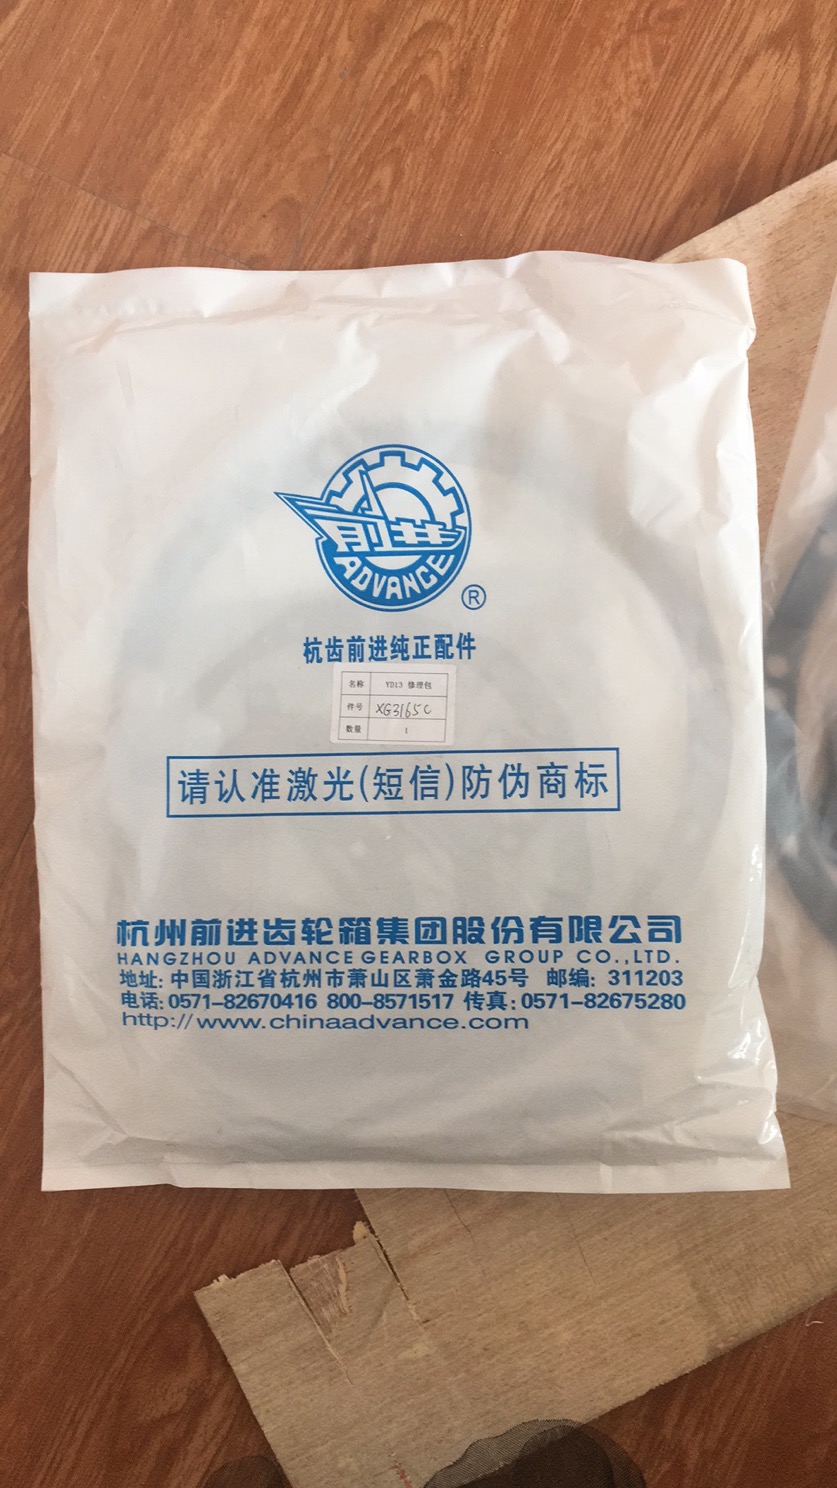 前进
ADVANCE
®
杭齿前进纯正配件
名称 YD13 修理包
件号 XG3165C
数量 1
请认准激光(短信)防伪商标
杭州前进齿轮箱集团股份有限公司
HANGZHOU ADVANCE GEARBOX GROUP CO.,LTD.
地址: 中国浙江省杭州市萧山区萧金路45号 邮编: 311203
电话: 0571-82670416 800-8571517 传真: 0571-82675280
http://www.chinaadvance.com